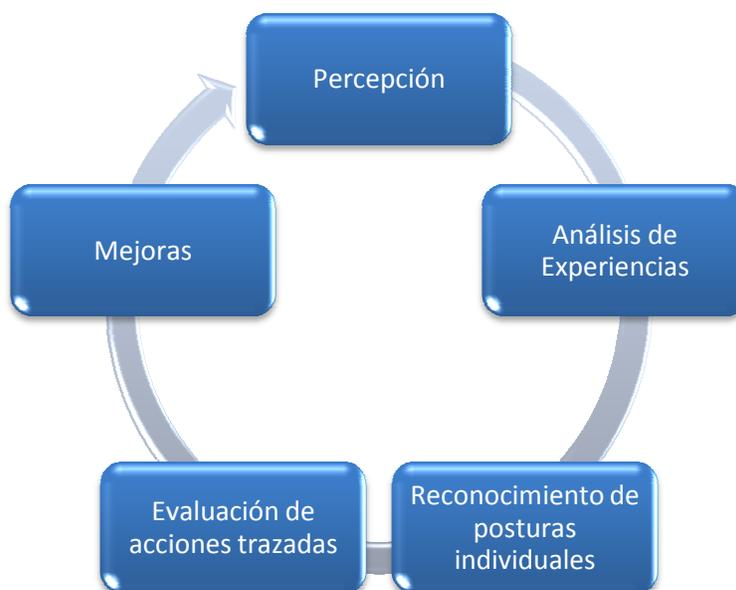 Percepción
Análisis de
Experiencias
Reconocimiento de
posturas
individuales
Evaluación de
acciones trazadas
Mejoras